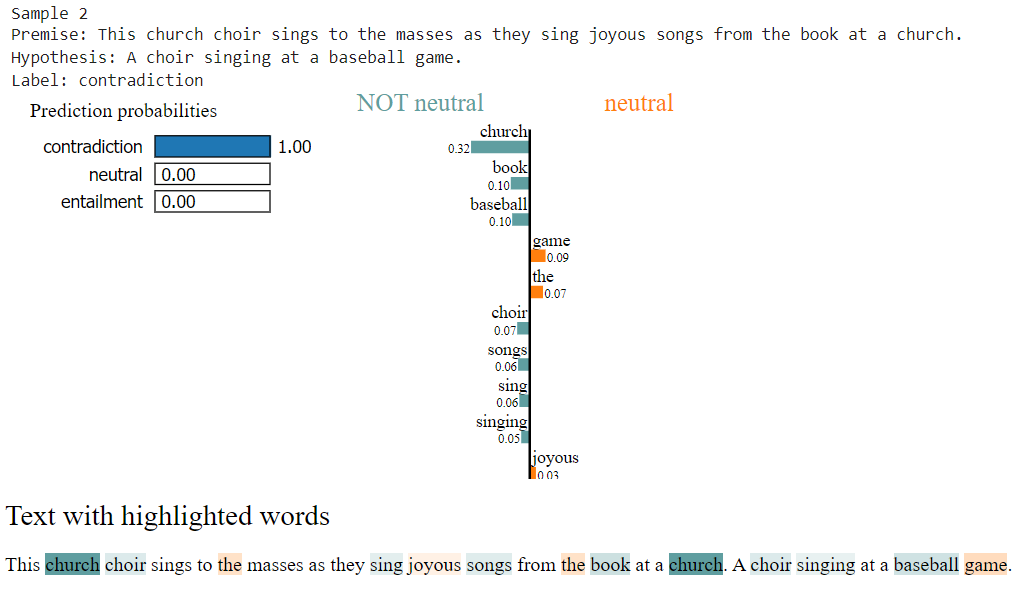 Sample 2
Premise: This church choir sings to the masses as they sing joyous songs from the book at a church.
Hypothesis: A choir singing at a baseball game.
Label: contradiction
Prediction probabilities
contradiction 1.00
neutral 0.00
entailment 0.00
NOT neutral neutral
church
0.32
book
0.10
baseball
0.10
game
0.09
the
0.07
choir
0.07
songs
0.06
sing
0.06
singing
0.05
joyous
0.03
Text with highlighted words
This church choir sings to the masses as they sing joyous songs from the book at a church. A choir singing at a baseball game.